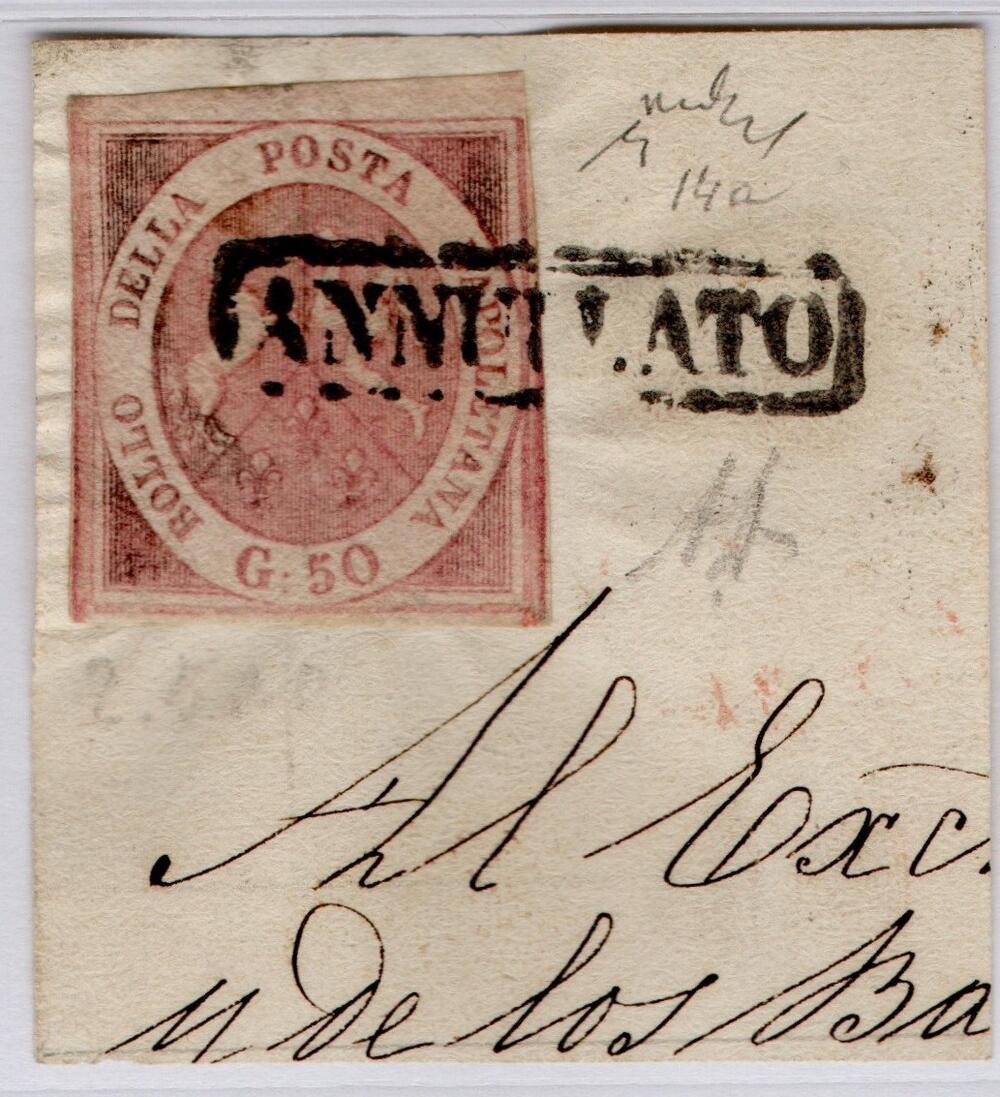 BOLLO DELLA POSTA NAPOLETANA
G. 50
ANNULLATO
14a
Al Exc
y de los Ba